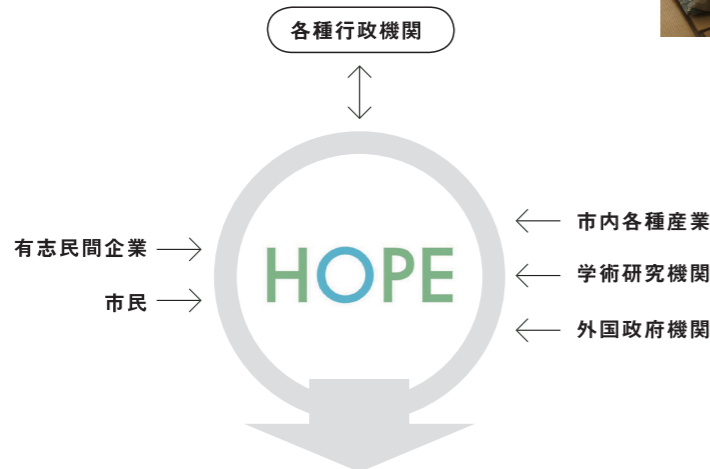 各種行政機関
有志民間企業
市民
HOPE
市内各種産業
学術研究機関
外国政府機関